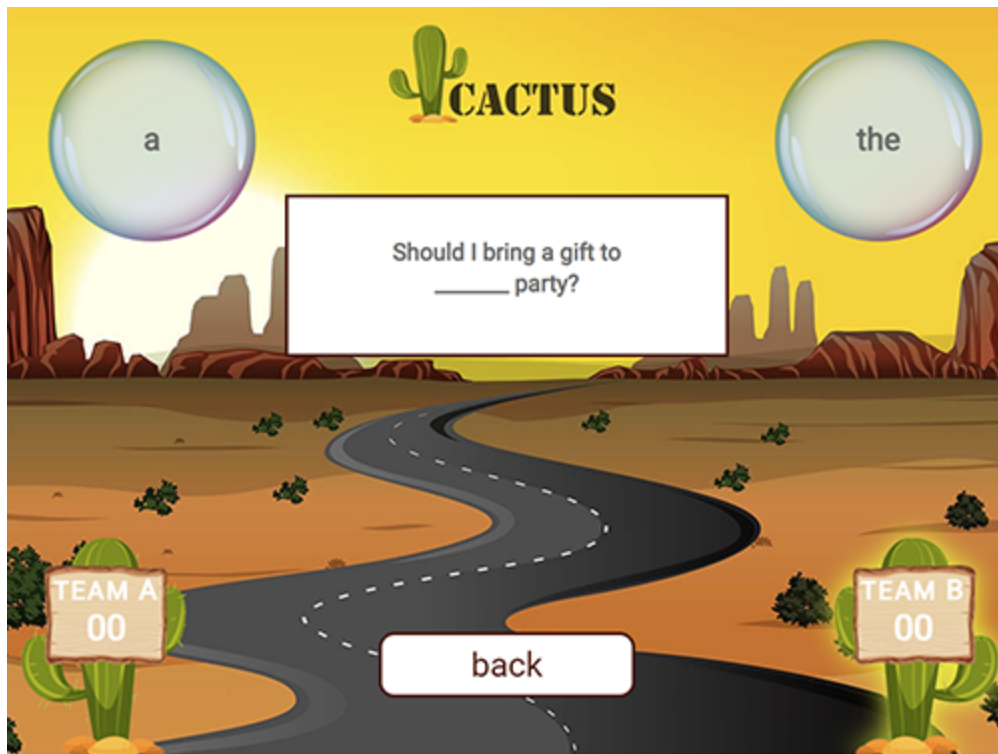 CACTUS
a
the
Should I bring a gift to
_______ party?
TEAM A
00
TEAM B
00
back